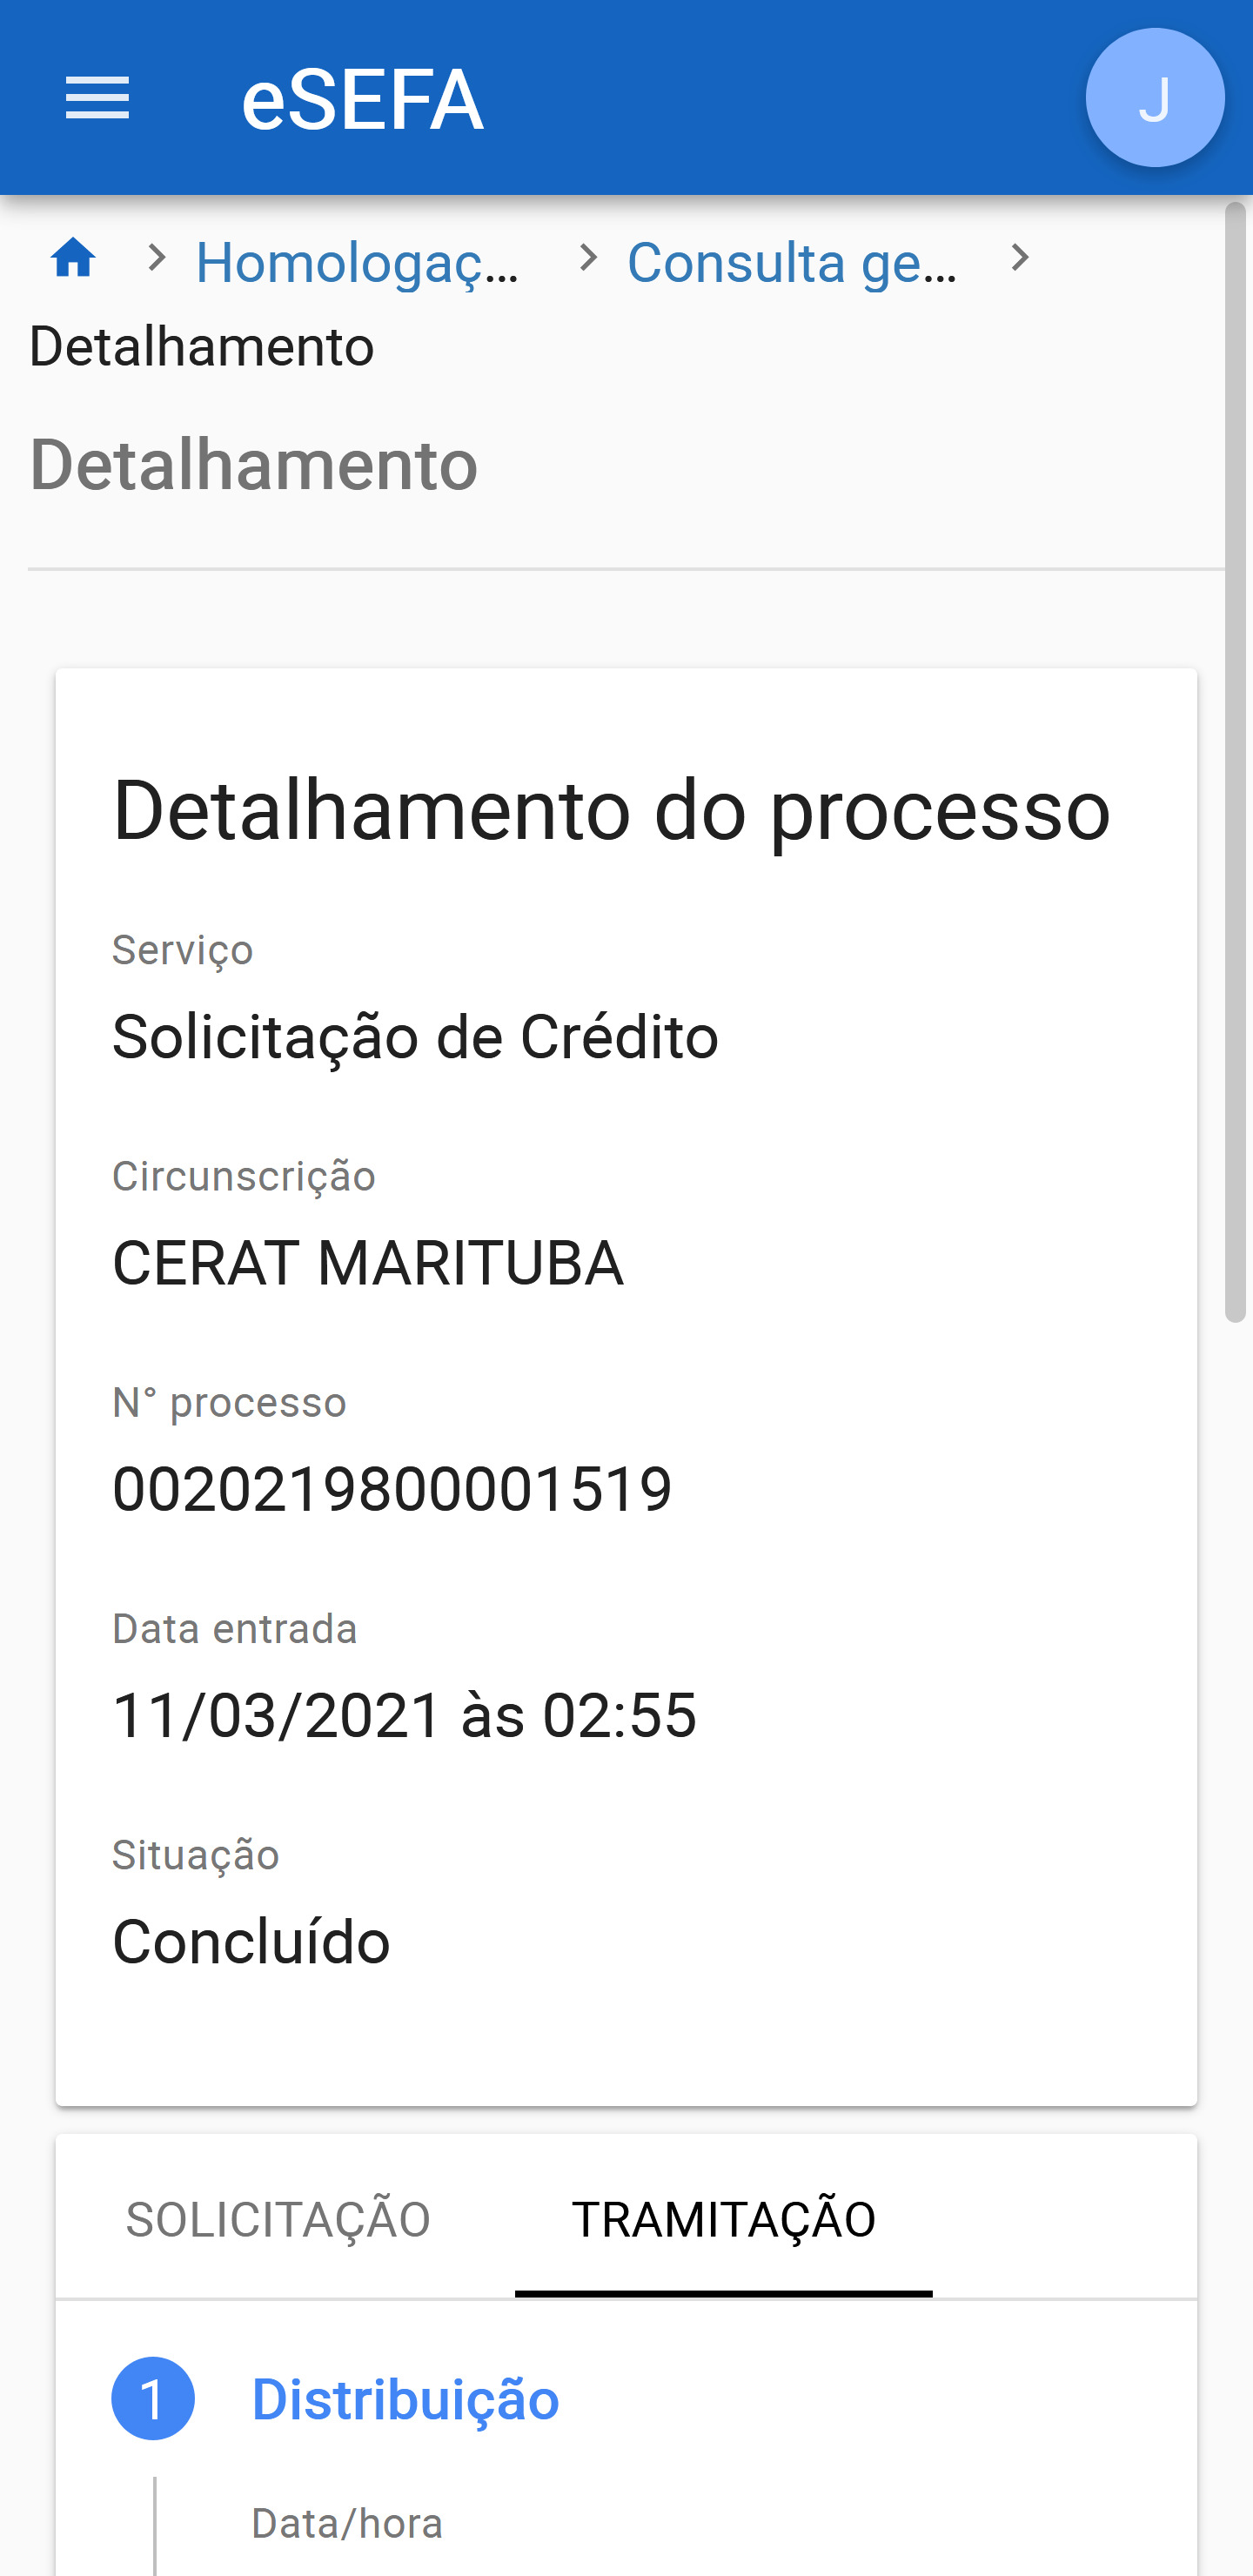 eSEFA
J
Homologaç...
Consulta ge...
Detalhamento
Detalhamento
Detalhamento do processo
Serviço
Solicitação de Crédito
Circunscrição
CERAT MARITUBA
N° processo
0020219800001519
Data entrada
11/03/2021 às 02:55
Situação
Concluído
SOLICITAÇÃO
TRAMITAÇÃO
1
Distribuição
Data/hora